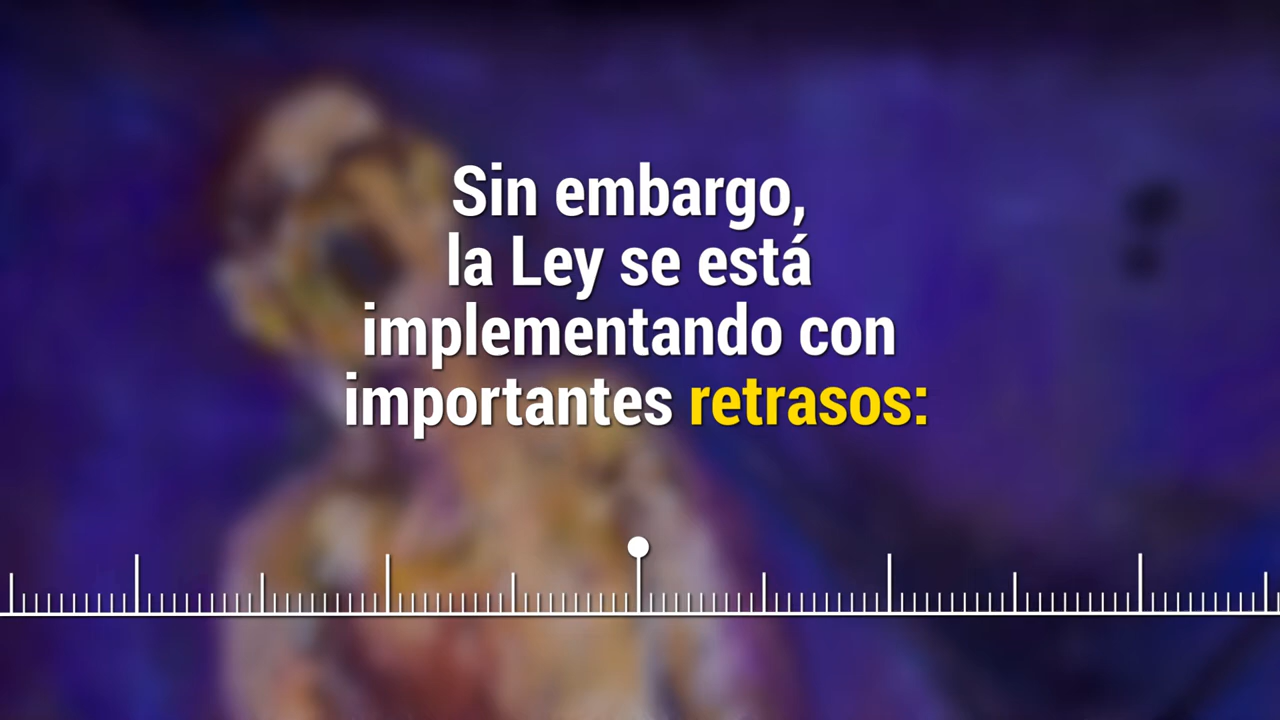 Sin embargo,
la Ley se está
implementando con
importantes retrasos: